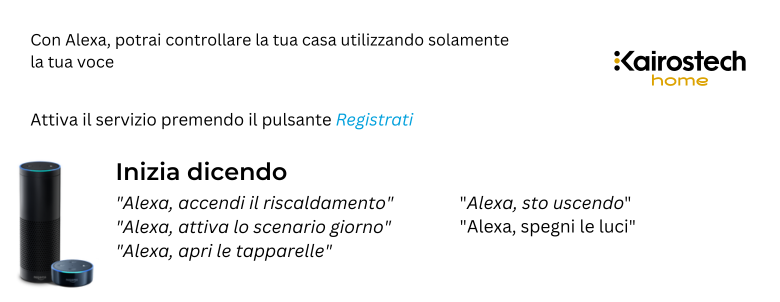 Con Alexa, potrai controllare la tua casa utilizzando solamente
la tua voce
Kairostech
home
Attiva il servizio premendo il pulsante Registrati
Inizia dicendo
"Alexa, accendi il riscaldamento"
"Alexa, attiva lo scenario giorno"
"Alexa, apri le tapparelle"
"Alexa, sto uscendo"
"Alexa, spegni le luci"